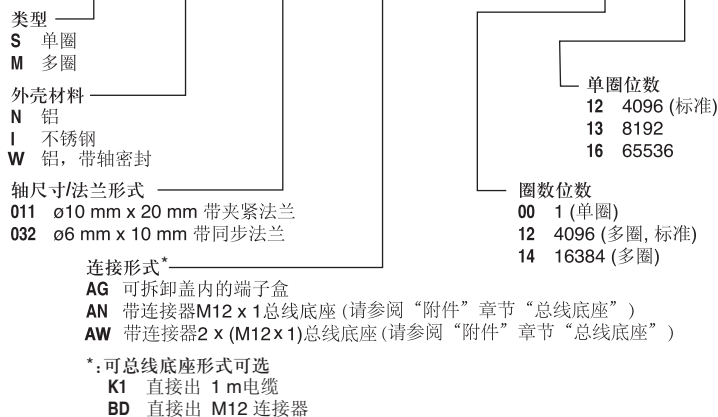 类型
S 单圈
M 多圈
外壳材料
N 铝
I 不锈钢
W 铝，带轴密封
轴尺寸/法兰形式
011 ø10 mm x 20 mm 带夹紧法兰
032 ø6 mm x 10 mm 带同步法兰
连接形式*
AG 可拆卸盖内的端子盒
AN 带连接器M12 x 1总线底座 (请参阅“附件”章节“总线底座”)
AW 带连接器2 x (M12 x 1)总线底座 (请参阅“附件”章节“总线底座”)
*:可总线底座形式可选
K1 直接出 1 m电缆
BD 直接出 M12 连接器
单圈位数
12 4096 (标准)
13 8192
16 65536
圈数位数
00 1 (单圈)
12 4096 (多圈, 标准)
14 16384 (多圈)